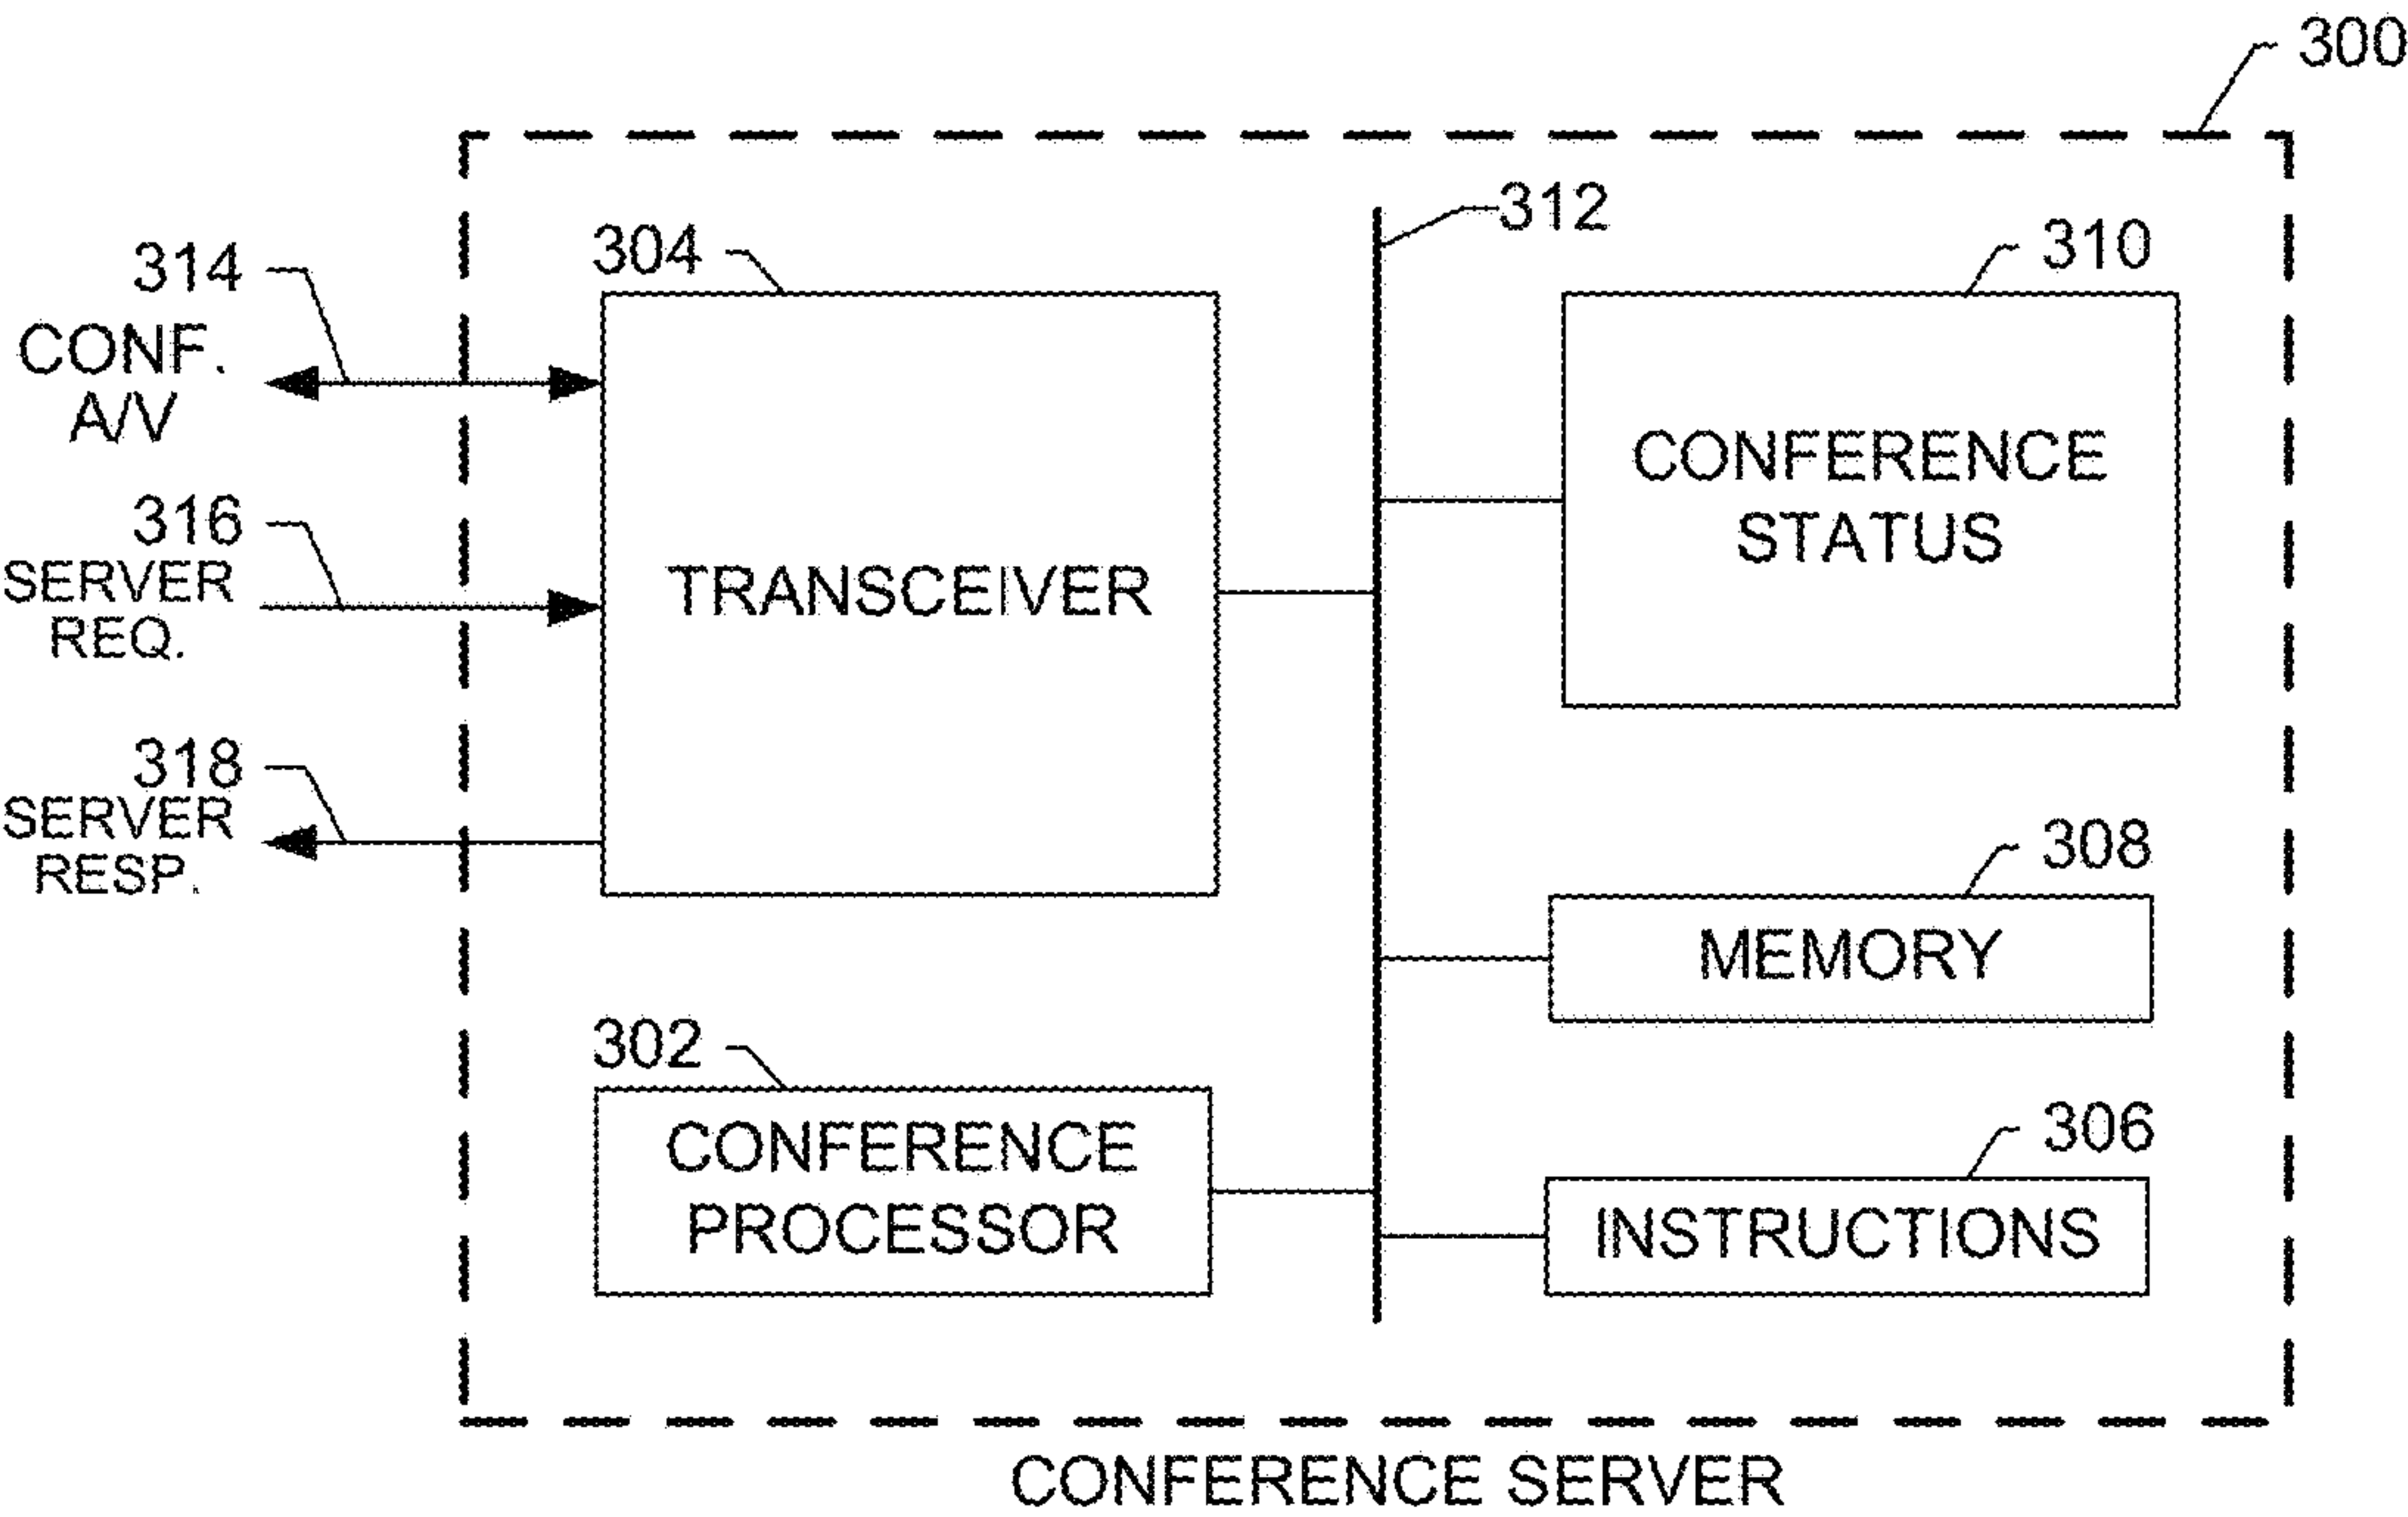 300
312
310
304
314
CONF.
A/V
CONFERENCE
STATUS
316
SERVER
REQ.
TRANSCEIVER
318
SERVER
RESP.
308
MEMORY
302
CONFERENCE
PROCESSOR
306
INSTRUCTIONS
CONFERENCE SERVER